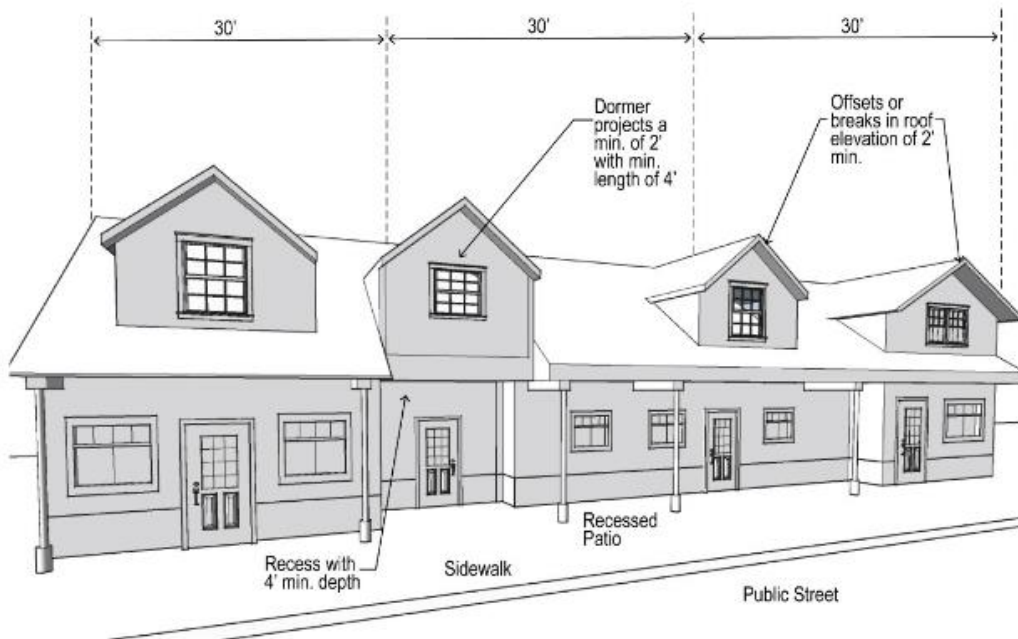 30'
30'
30'
Dormer
projects a
min. of 2'
with min.
length of 4'
Offsets or
breaks in roof
elevation of 2'
min.
Recess with
4' min. depth
Sidewalk
Recessed
Patio
Public Street